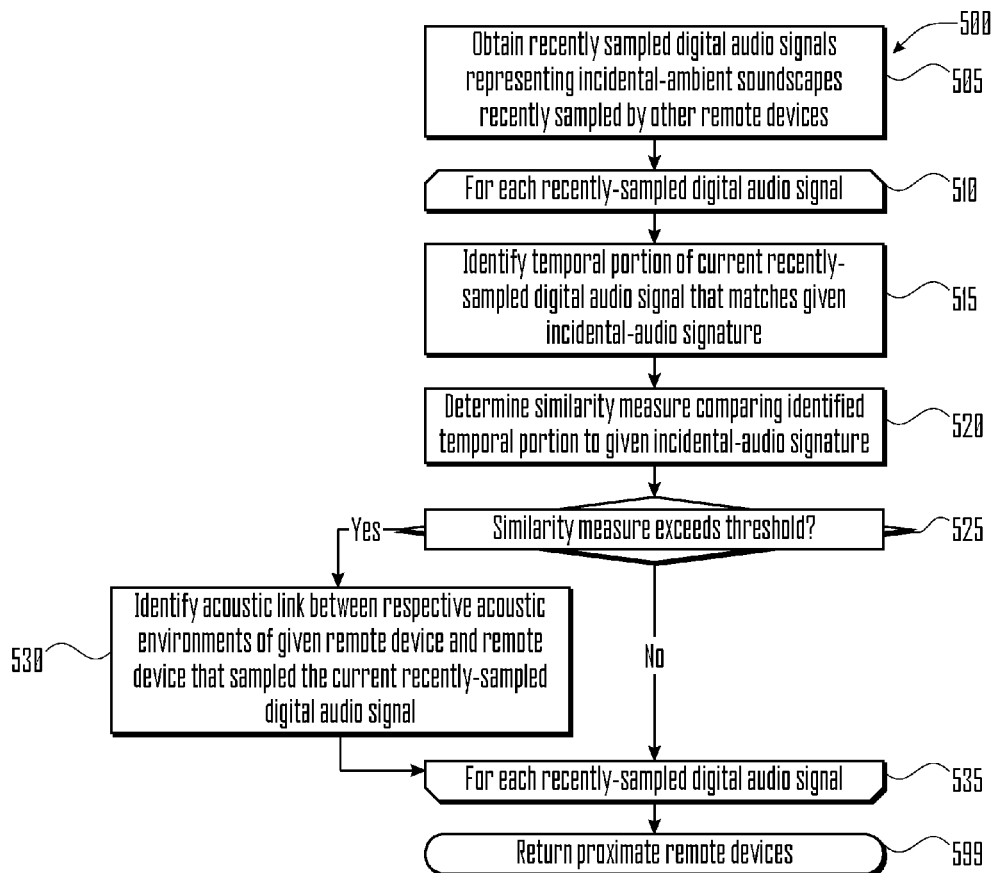 500
Obtain recently sampled digital audio signals
representing incidental-ambient soundscapes
recently sampled by other remote devices
505
For each recently-sampled digital audio signal
510
Identify temporal portion of current recently-
sampled digital audio signal that matches given
incidental-audio signature
515
Determine similarity measure comparing identified
temporal portion to given incidental-audio signature
520
Similarity measure exceeds threshold?
525
Yes
Identify acoustic link between respective acoustic
environments of given remote device and remote
device that sampled the current recently-sampled
digital audio signal
530
No
For each recently-sampled digital audio signal
535
Return proximate remote devices
599